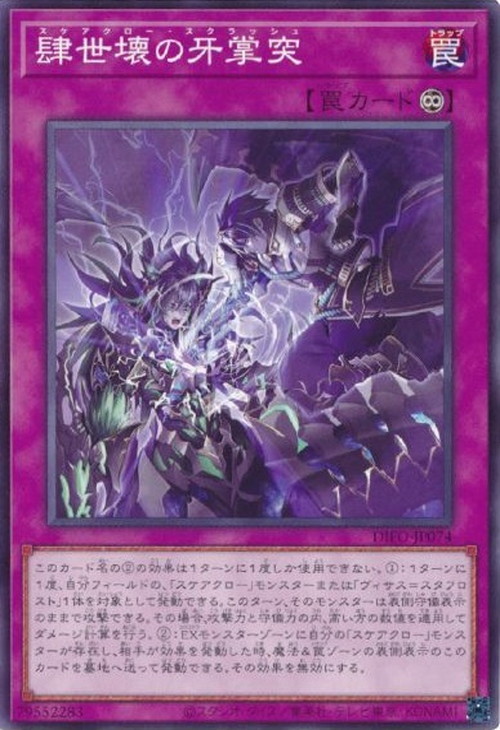 スケアクロー・スクラッシュ
肆世壊の牙掌突
トラップ
罠
【罠カード】
DIFO-JP074
このカード名の②の効果は1ターンに1度しか使用できない。①：1ターンに
1度、自分フィールドの、「スケアクロー」モンスターまたは「ヴィサス＝スタフロ
スト」1体を対象として発動できる。このターン、そのモンスターは表側守備表示
のままで攻撃できる。その場合、攻撃力と守備力の内、高い方の数値を適用して
ダメージ計算を行う。②：EXモンスターゾーンに自分の「スケアクロー」モンス
ターが存在し、相手が効果を発動した時、魔法＆罠ゾーンの表側表示のこの
カードを墓地へ送って発動できる。その効果を無効にする。
79552283
©スタジオ・ダイス／集英社・テレビ東京・KONAMI